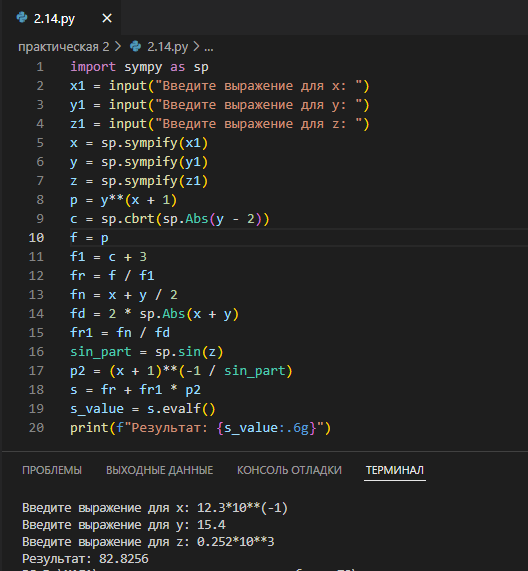 2.14.py ×
практическая 2 > 2.14.py > ...
1 import sympy as sp
2 x1 = input("Введите выражение для x: ")
3 y1 = input("Введите выражение для y: ")
4 z1 = input("Введите выражение для z: ")
5 x = sp.sympify(x1)
6 y = sp.sympify(y1)
7 z = sp.sympify(z1)
8 p = y**(x + 1)
9 c = sp.cbrt(sp.Abs(y - 2))
10 f = p
11 f1 = c + 3
12 fr = f / f1
13 fn = x + y / 2
14 fd = 2 * sp.Abs(x + y)
15 fr1 = fn / fd
16 sin_part = sp.sin(z)
17 p2 = (x + 1)**(-1 / sin_part)
18 s = fr + fr1 * p2
19 s_value = s.evalf()
20 print(f"Результат: {s_value:.6g}")
ПРОБЛЕМЫ ВЫХОДНЫЕ ДАННЫЕ КОНСОЛЬ ОТЛАДКИ ТЕРМИНАЛ
Введите выражение для x: 12.3*10**(-1)
Введите выражение для y: 15.4
Введите выражение для z: 0.252*10**3
Результат: 82.8256